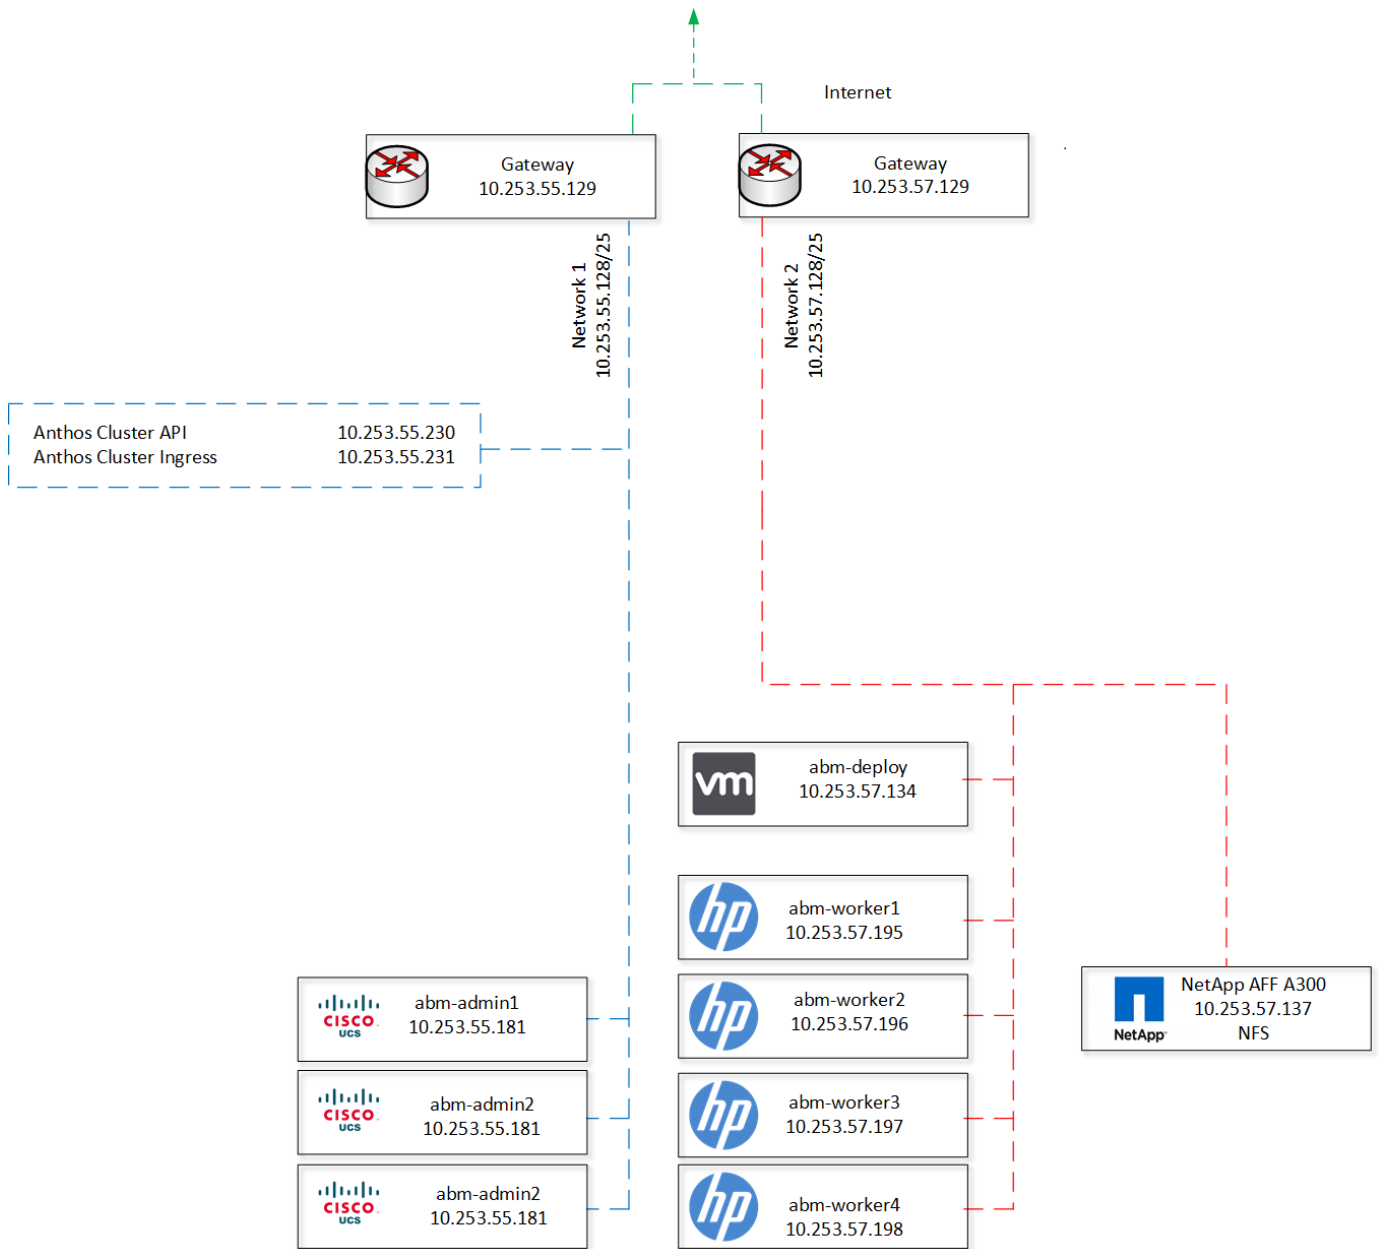 Internet
Gateway
10.253.55.129
Gateway
10.253.57.129
Network 1
10.253.55.128/25
Network 2
10.253.57.128/25
Anthos Cluster API 10.253.55.230
Anthos Cluster Ingress 10.253.55.231
vm
abm-deploy
10.253.57.134
hp
abm-worker1
10.253.57.195
hp
abm-worker2
10.253.57.196
hp
abm-worker3
10.253.57.197
hp
abm-worker4
10.253.57.198
CISCO
UCS
abm-admin1
10.253.55.181
CISCO
UCS
abm-admin2
10.253.55.181
CISCO
UCS
abm-admin2
10.253.55.181
NetApp
NetApp AFF A300
10.253.57.137
NFS